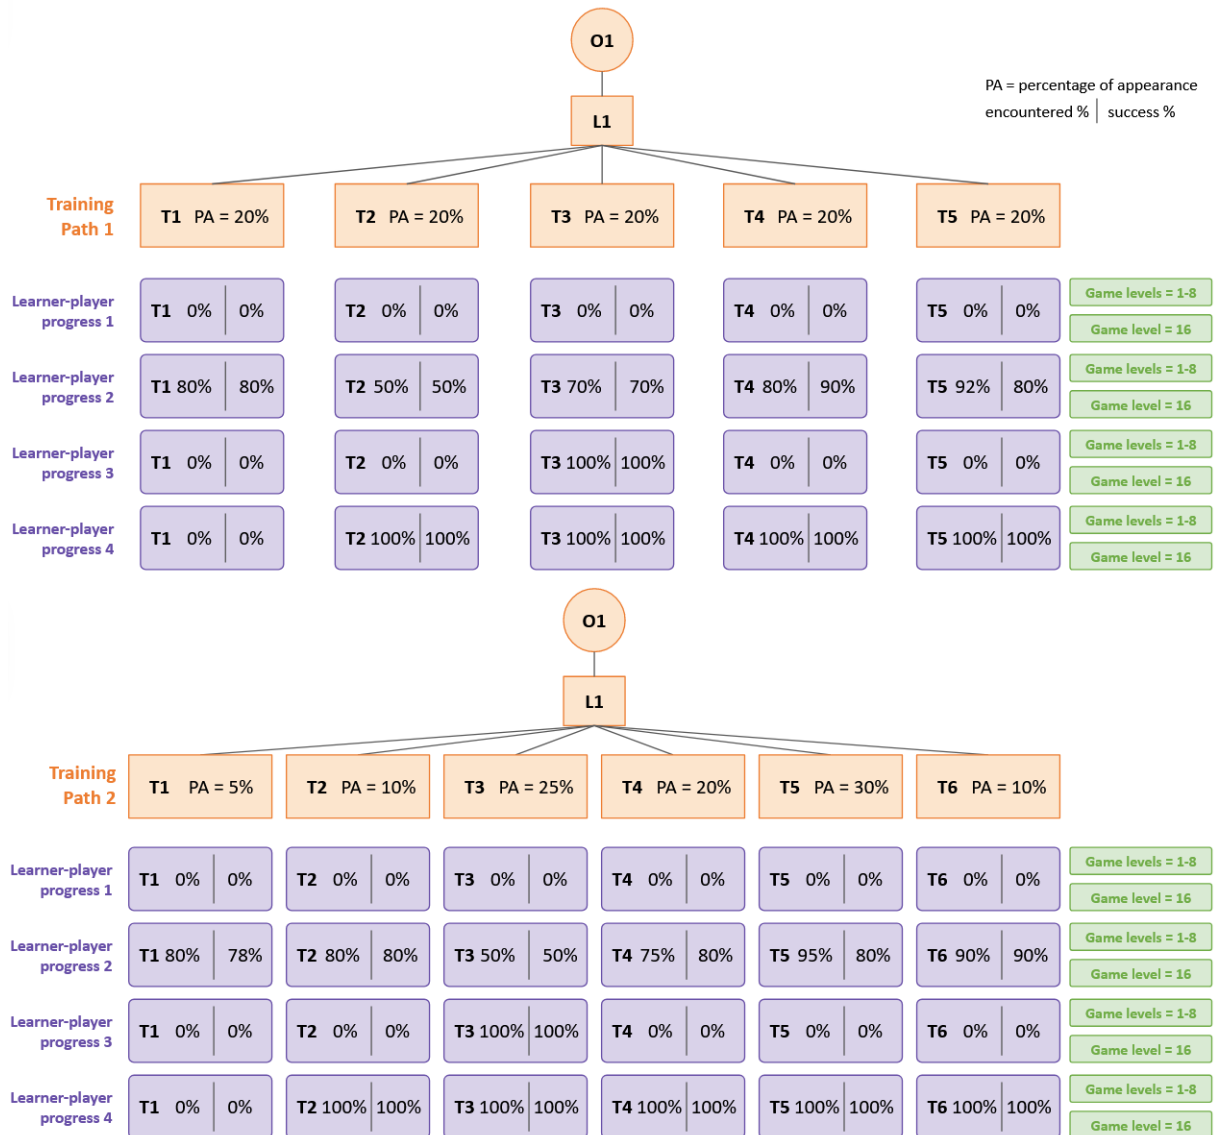 O1
PA = percentage of appearance
encountered % | success %
L1
Training
Path 1
T1 PA = 20%
T2 PA = 20%
T3 PA = 20%
T4 PA = 20%
T5 PA = 20%
Learner-player
progress 1
T1 0% | 0%
T2 0% | 0%
T3 0% | 0%
T4 0% | 0%
T5 0% | 0%
Game levels = 1-8
Game level = 16
Learner-player
progress 2
T1 80% | 80%
T2 50% | 50%
T3 70% | 70%
T4 80% | 90%
T5 92% | 80%
Game levels = 1-8
Game level = 16
Learner-player
progress 3
T1 0% | 0%
T2 0% | 0%
T3 100% | 100%
T4 0% | 0%
T5 0% | 0%
Game levels = 1-8
Game level = 16
Learner-player
progress 4
T1 0% | 0%
T2 100% | 100%
T3 100% | 100%
T4 100% | 100%
T5 100% | 100%
Game levels = 1-8
Game level = 16
O1
L1
Training
Path 2
T1 PA = 5%
T2 PA = 10%
T3 PA = 25%
T4 PA = 20%
T5 PA = 30%
T6 PA = 10%
Learner-player
progress 1
T1 0% | 0%
T2 0% | 0%
T3 0% | 0%
T4 0% | 0%
T5 0% | 0%
T6 0% | 0%
Game levels = 1-8
Game level = 16
Learner-player
progress 2
T1 80% | 78%
T2 80% | 80%
T3 50% | 50%
T4 75% | 80%
T5 95% | 80%
T6 90% | 90%
Game levels = 1-8
Game level = 16
Learner-player
progress 3
T1 0% | 0%
T2 0% | 0%
T3 100% | 100%
T4 0% | 0%
T5 0% | 0%
T6 0% | 0%
Game levels = 1-8
Game level = 16
Learner-player
progress 4
T1 0% | 0%
T2 100% | 100%
T3 100% | 100%
T4 100% | 100%
T5 100% | 100%
T6 100% | 100%
Game levels = 1-8
Game level = 16